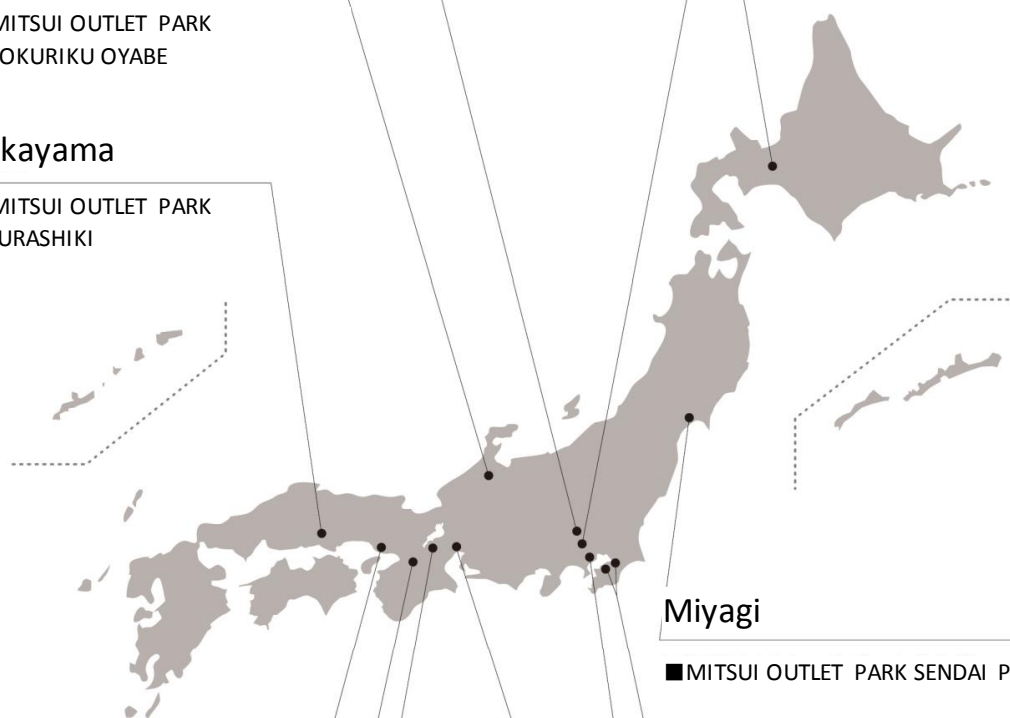 MITSUI OUTLET PARK
OKURIKU OYABE
kayama
MITSUI OUTLET PARK
URASHIKI
Miyagi
■MITSUI OUTLET PARK SENDAI P